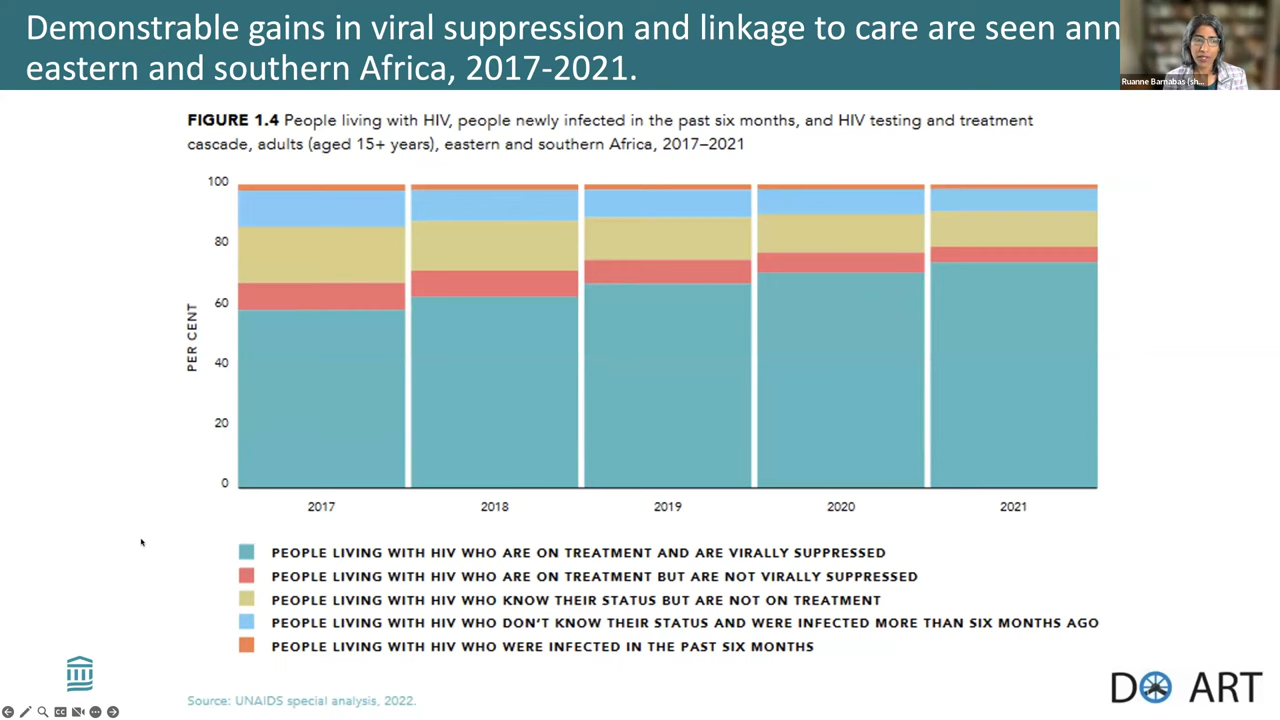 Demonstrable gains in viral suppression and linkage to care are seen ann
eastern and southern Africa, 2017-2021.
Ruanne Barnabas (sh...
FIGURE 1.4 People living with HIV, people newly infected in the past six months, and HIV testing and treatment
cascade, adults (aged 15+ years), eastern and southern Africa, 2017–2021
PER CENT
100
80
60
40
20
0
2017 2018 2019 2020 2021
PEOPLE LIVING WITH HIV WHO ARE ON TREATMENT AND ARE VIRALLY SUPPRESSED
PEOPLE LIVING WITH HIV WHO ARE ON TREATMENT BUT ARE NOT VIRALLY SUPPRESSED
PEOPLE LIVING WITH HIV WHO KNOW THEIR STATUS BUT ARE NOT ON TREATMENT
PEOPLE LIVING WITH HIV WHO DON'T KNOW THEIR STATUS AND WERE INFECTED MORE THAN SIX MONTHS AGO
PEOPLE LIVING WITH HIV WHO WERE INFECTED IN THE PAST SIX MONTHS
Source: UNAIDS special analysis, 2022.
DO ART